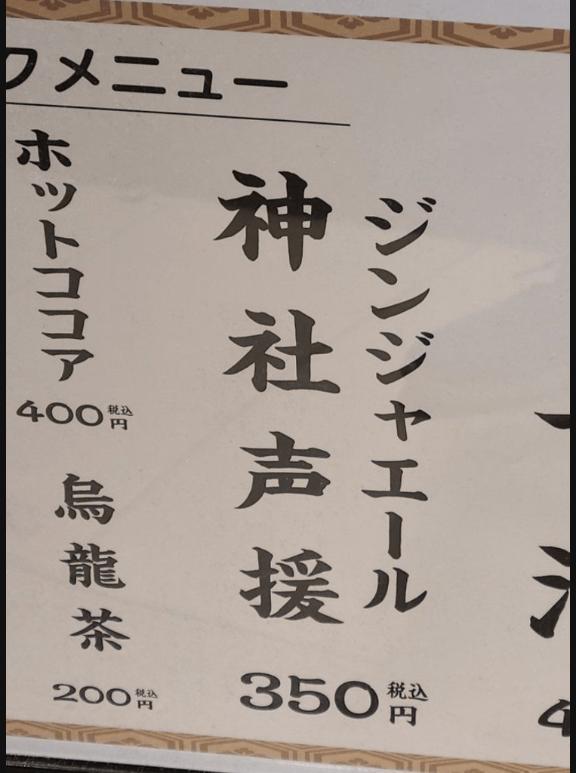 クメニュー
ジンジャエール
神社声援
350円税込
ホットココア
400円税込
烏龍茶
200円税込